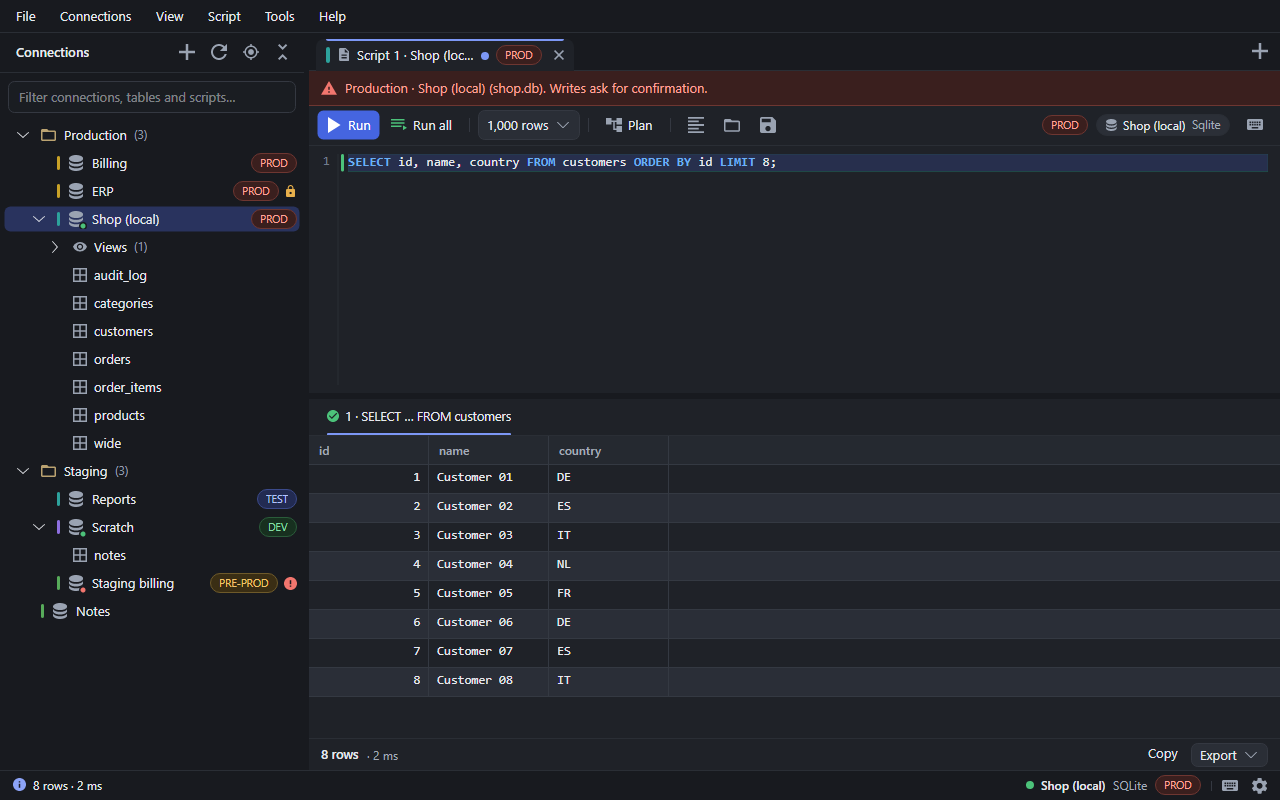 File Connections View Script Tools Help
Connections
Filter connections, tables and scripts...
Production (3)
Billing PROD
ERP PROD
Shop (local) PROD
Views (1)
audit_log
categories
customers
orders
order_items
products
wide
Staging (3)
Reports TEST
Scratch DEV
notes
Staging billing PRE-PROD
Notes
Script 1 · Shop (loc... PROD
Production · Shop (local) (shop.db). Writes ask for confirmation.
Run Run all 1,000 rows Plan PROD Shop (local) Sqlite
1 SELECT id, name, country FROM customers ORDER BY id LIMIT 8;
1 · SELECT ... FROM customers
id name country
1 Customer 01 DE
2 Customer 02 ES
3 Customer 03 IT
4 Customer 04 NL
5 Customer 05 FR
6 Customer 06 DE
7 Customer 07 ES
8 Customer 08 IT
8 rows · 2 ms Copy Export
8 rows · 2 ms Shop (local) SQLite PROD